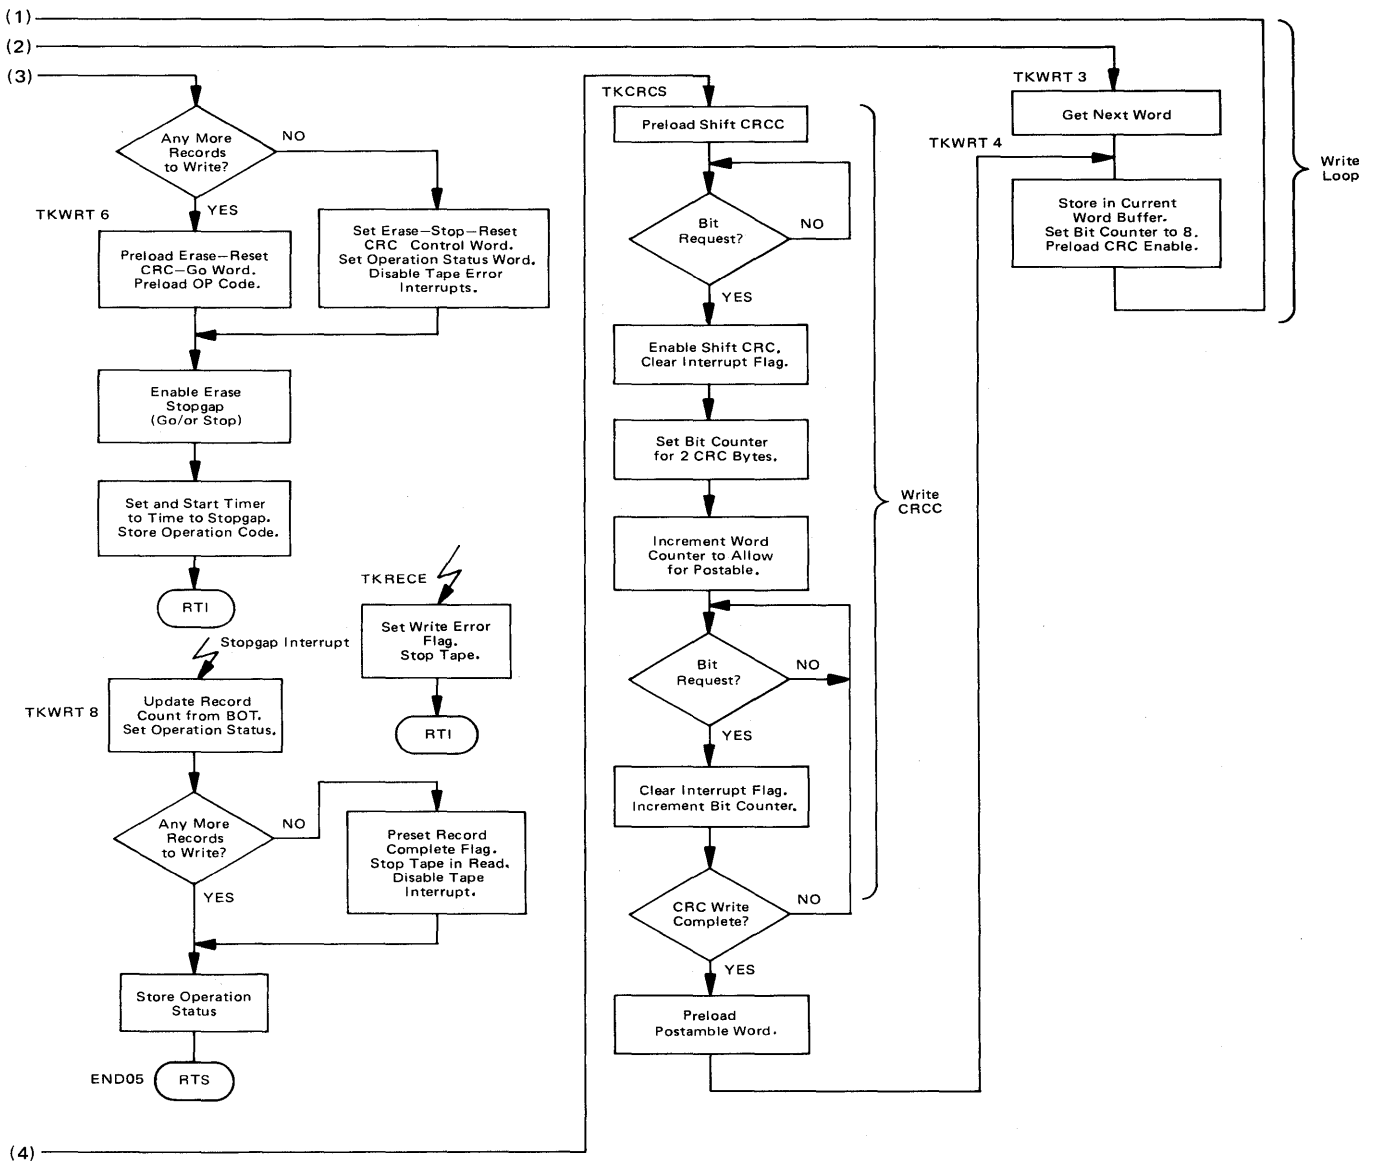 (1)
(2)
(3)
Any More
Records
to Write?
NO
YES
TKWRT 6
Preload Erase–Reset
CRC–Go Word.
Preload OP Code.
Set Erase–Stop–Reset
CRC Control Word.
Set Operation Status Word.
Disable Tape Error
Interrupts.
Enable Erase
Stopgap
(Go/or Stop)
Set and Start Timer
to Time to Stopgap.
Store Operation Code.
RTI
TKRECE
Set Write Error
Flag.
Stop Tape.
RTI
Stopgap Interrupt
TKWRT 8
Update Record
Count from BOT.
Set Operation Status.
Any More
Records
to Write?
NO
YES
Preset Record
Complete Flag.
Stop Tape in Read.
Disable Tape
Interrupt.
Store Operation
Status
END05
RTS
(4)
TKCRCS
Preload Shift CRCC
Bit
Request?
NO
YES
Enable Shift CRC.
Clear Interrupt Flag.
Set Bit Counter
for 2 CRC Bytes.
Increment Word
Counter to Allow
for Postable.
Bit
Request?
NO
YES
Clear Interrupt Flag.
Increment Bit Counter.
CRC Write
Complete?
NO
YES
Preload
Postamble Word.
Write
CRCC
TKWRT 3
Get Next Word
TKWRT 4
Store in Current
Word Buffer.
Set Bit Counter to 8.
Preload CRC Enable.
Write
Loop